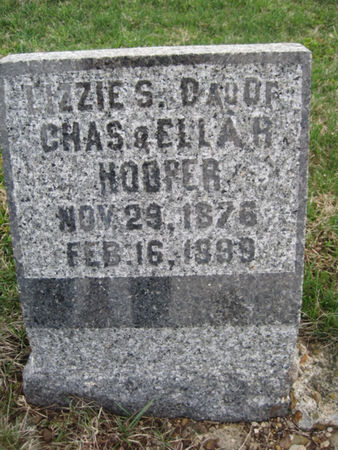 LIZZIE S. DAU OF
CHAS. & ELLA R.
HOOPER
NOV. 29, 1876
FEB. 16, 1899